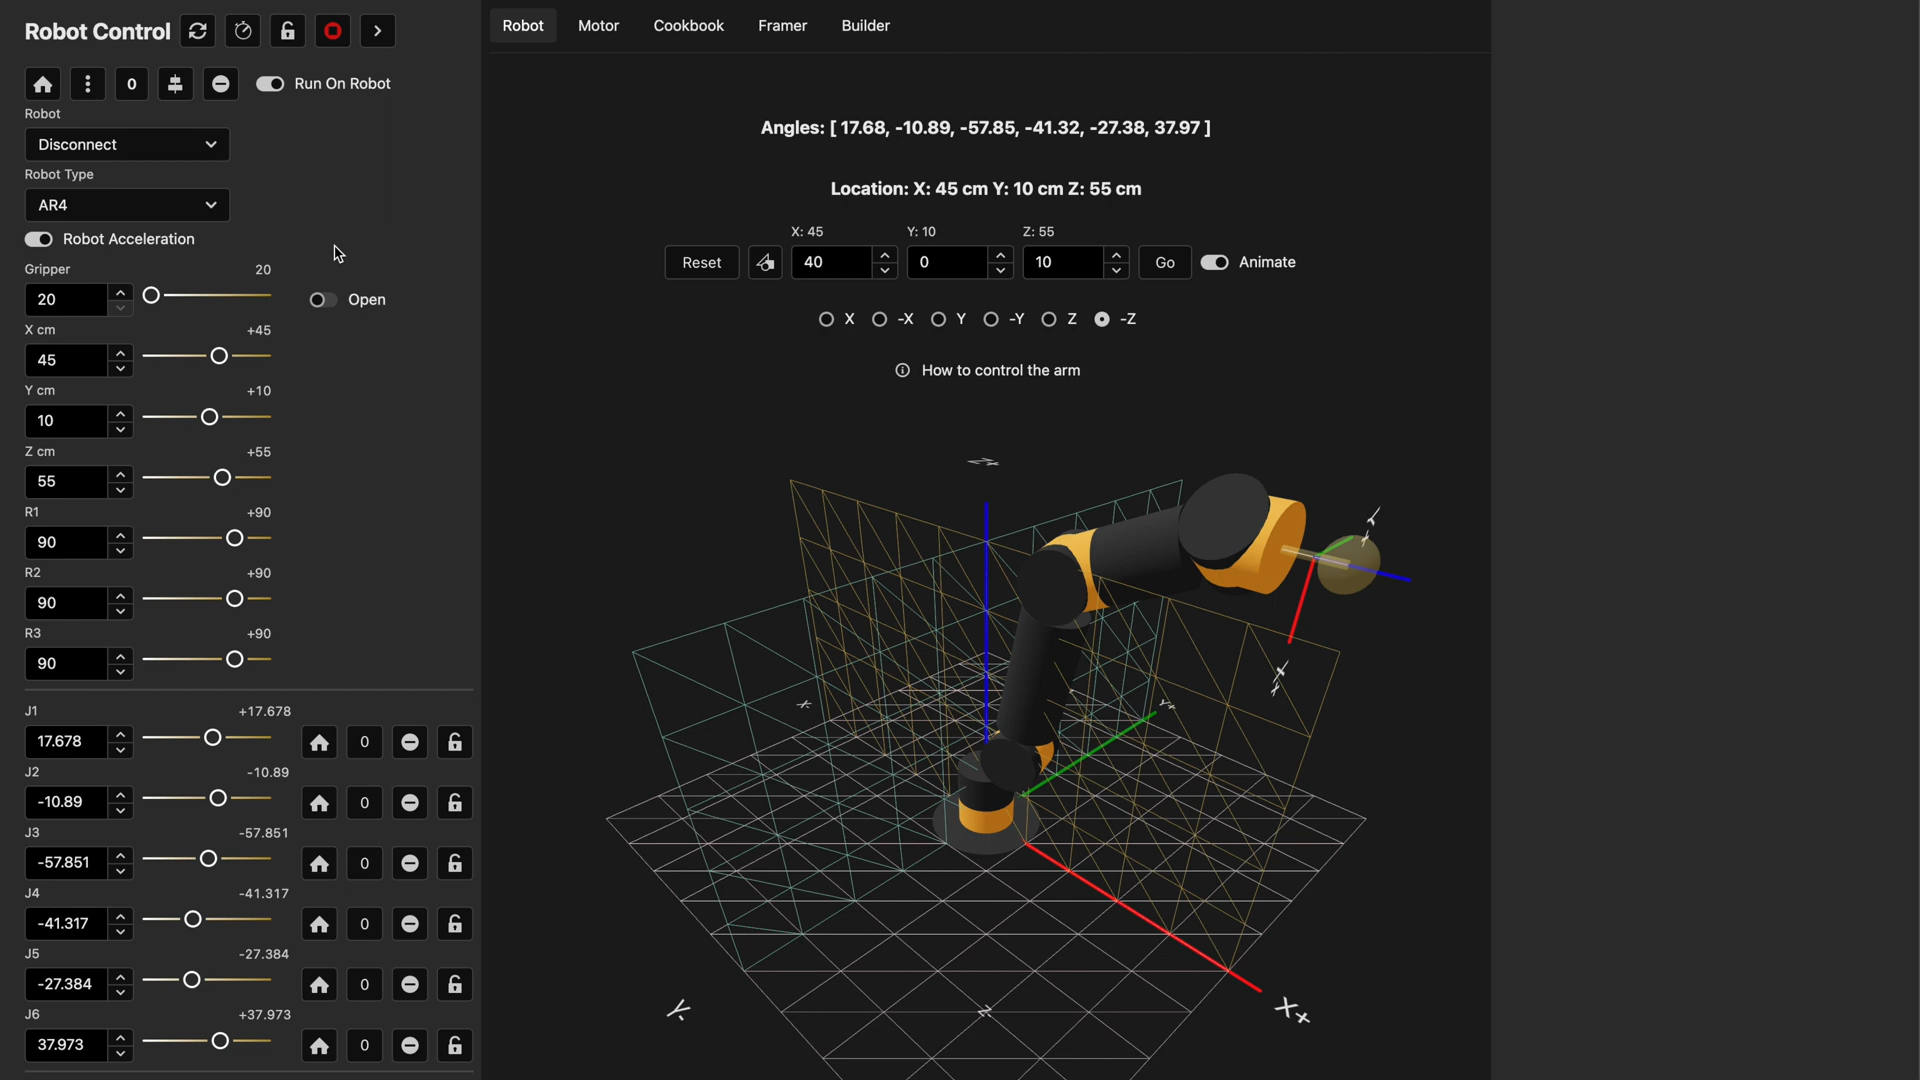 Robot Control
Robot Motor Cookbook Framer Builder
0 Run On Robot
Robot
Disconnect
Robot Type
AR4
Robot Acceleration
Gripper 20
20 Open
X cm +45
45
Y cm +10
10
Z cm +55
55
R1 +90
90
R2 +90
90
R3 +90
90
J1 +17.678
17.678 0
J2 -10.89
-10.89 0
J3 -57.851
-57.851 0
J4 -41.317
-41.317 0
J5 -27.384
-27.384 0
J6 +37.973
37.973 0
Angles: [ 17.68, -10.89, -57.85, -41.32, -27.38, 37.97 ]
Location: X: 45 cm Y: 10 cm Z: 55 cm
X: 45 Y: 10 Z: 55
Reset 40 0 10 Go Animate
X -X Y -Y Z -Z
How to control the arm
Z+
Y+
Y-
X+